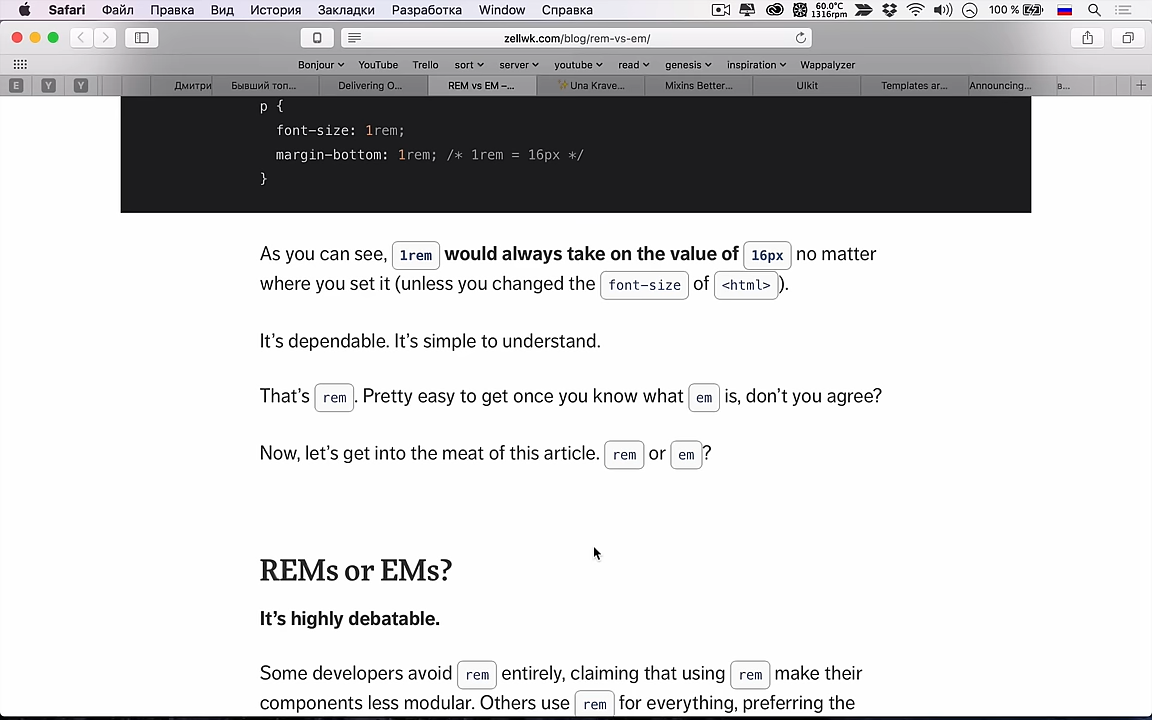 Safari Файл Правка Вид История Закладки Разработка Window Справка 60.0°C 1316rpm 100 %
zellwk.com/blog/rem-vs-em/
Bonjour YouTube Trello sort server youtube read genesis inspiration Wappalyzer
E Y Y Дмитри Бывший топ... Delivering O... REM vs EM –... Una Krave... Mixins Better... UIkit Templates ar... Announcing... в...
p {
font-size: 1rem;
margin-bottom: 1rem; /* 1rem = 16px */
}
As you can see, 1rem would always take on the value of 16px no matter
where you set it (unless you changed the font-size of <html>).
It’s dependable. It’s simple to understand.
That’s rem. Pretty easy to get once you know what em is, don’t you agree?
Now, let’s get into the meat of this article. rem or em?
REMs or EMs?
It’s highly debatable.
Some developers avoid rem entirely, claiming that using rem make their
components less modular. Others use rem for everything, preferring the